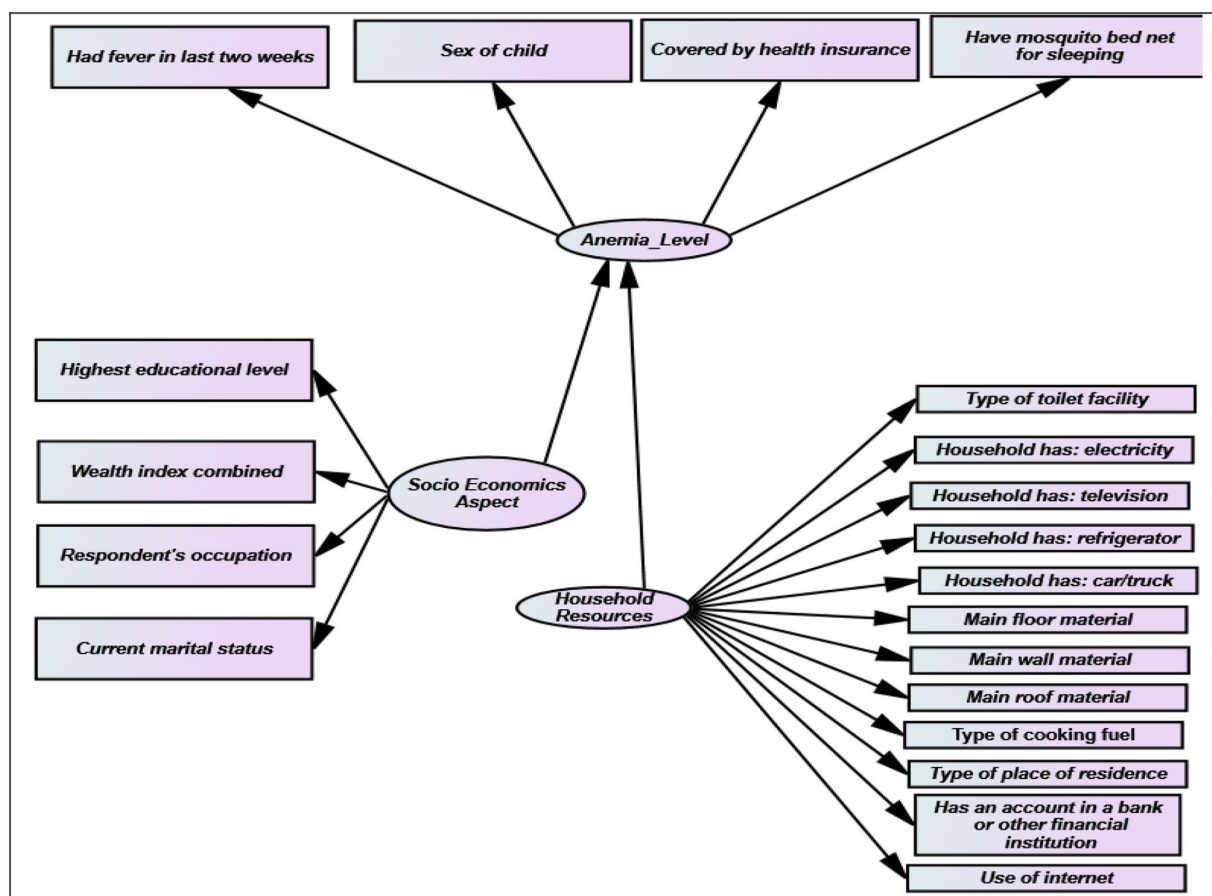 Had fever in last two weeks
Sex of child
Covered by health insurance
Have mosquito bed net
for sleeping
Anemia_Level
Highest educational level
Wealth index combined
Respondent's occupation
Current marital status
Socio Economics
Aspect
Household
Resources
Type of toilet facility
Household has: electricity
Household has: television
Household has: refrigerator
Household has: car/truck
Main floor material
Main wall material
Main roof material
Type of cooking fuel
Type of place of residence
Has an account in a bank
or other financial
institution
Use of internet